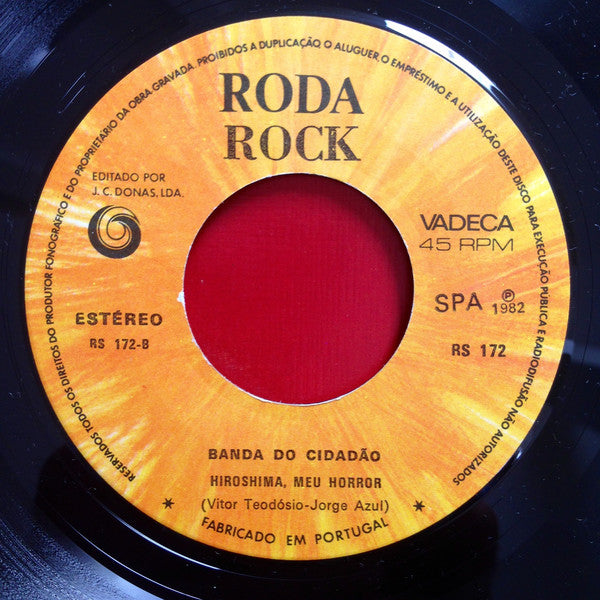 RESERVADOS TODOS OS DIREITOS DO PRODUTOR FONOGRÁFICO E DO PROPRIETÁRIO DA OBRA GRAVADA. PROIBIDOS A DUPLICAÇÃO, O ALUGUER, O EMPRÉSTIMO E A UTILIZAÇÃO DESTE DISCO PARA EXECUÇÃO PÚBLICA E RADIODIFUSÃO NÃO AUTORIZADOS
RODA
ROCK
EDITADO POR
J. C. DONAS, LDA.
VADECA
45 RPM
ESTÉREO
RS 172-B
SPA ℗ 1982
RS 172
BANDA DO CIDADÃO
HIROSHIMA, MEU HORROR
(Vitor Teodósio-Jorge Azul)
* FABRICADO EM PORTUGAL *